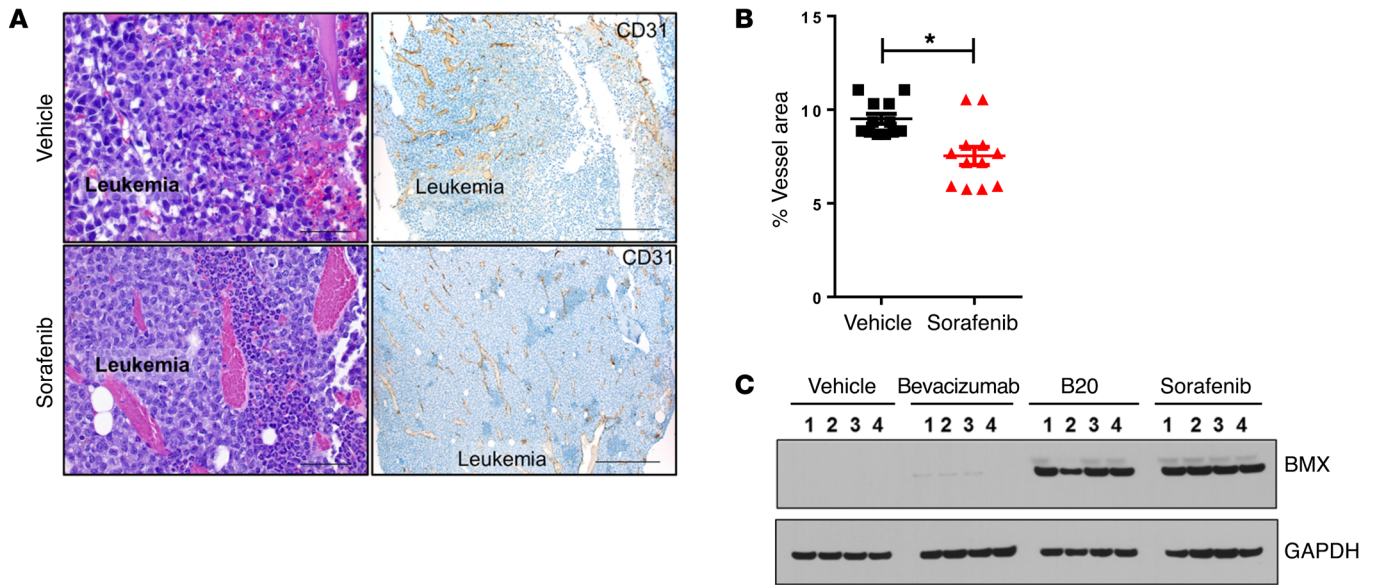 A
Vehicle
Leukemia
CD31
Leukemia
Sorafenib
Leukemia
CD31
Leukemia
B
% Vessel area
15
10
5
0
*
Vehicle Sorafenib
C
Vehicle Bevacizumab B20 Sorafenib
1 2 3 4 1 2 3 4 1 2 3 4 1 2 3 4
BMX
GAPDH